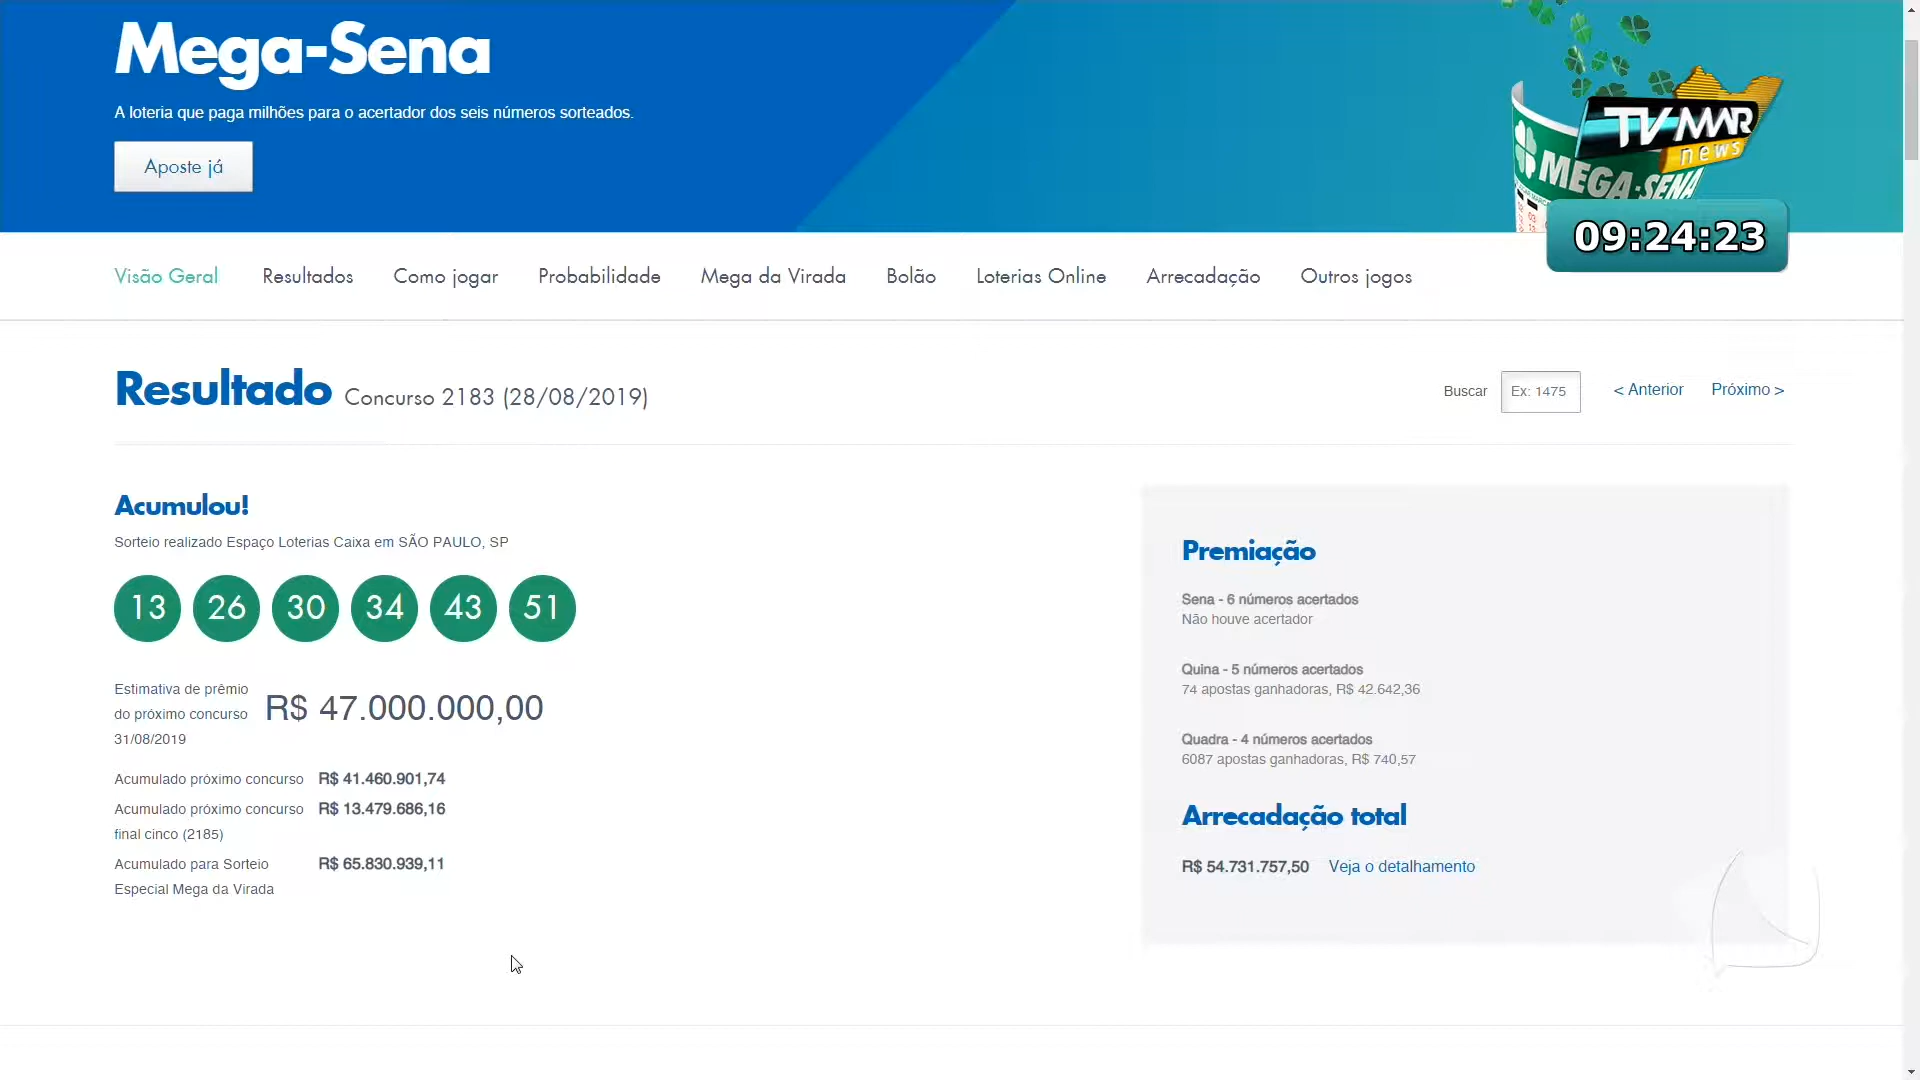 Mega-Sena
A loteria que paga milhões para o acertador dos seis números sorteados.
Aposte já
TV MAR
news
MEGA-SENA
09:24:23
Visão Geral Resultados Como jogar Probabilidade Mega da Virada Bolão Loterias Online Arrecadação Outros jogos
Resultado Concurso 2183 (28/08/2019)
Buscar Ex: 1475 < Anterior Próximo >
Acumulou!
Sorteio realizado Espaço Loterias Caixa em SÃO PAULO, SP
13 26 30 34 43 51
Estimativa de prêmio
do próximo concurso
31/08/2019
R$ 47.000.000,00
Acumulado próximo concurso R$ 41.460.901,74
Acumulado próximo concurso R$ 13.479.686,16
final cinco (2185)
Acumulado para Sorteio R$ 65.830.939,11
Especial Mega da Virada
Premiação
Sena - 6 números acertados
Não houve acertador
Quina - 5 números acertados
74 apostas ganhadoras, R$ 42.642,36
Quadra - 4 números acertados
6087 apostas ganhadoras, R$ 740,57
Arrecadação total
R$ 54.731.757,50 Veja o detalhamento